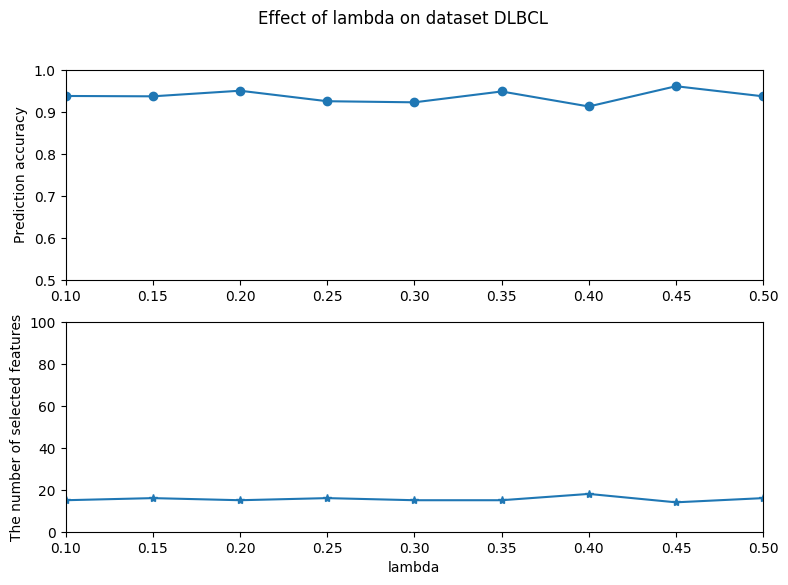 Effect of lambda on dataset DLBCL
Prediction accuracy
1.0
0.9
0.8
0.7
0.6
0.5
0.10 0.15 0.20 0.25 0.30 0.35 0.40 0.45 0.50
The number of selected features
100
80
60
40
20
0
0.10 0.15 0.20 0.25 0.30 0.35 0.40 0.45 0.50
lambda